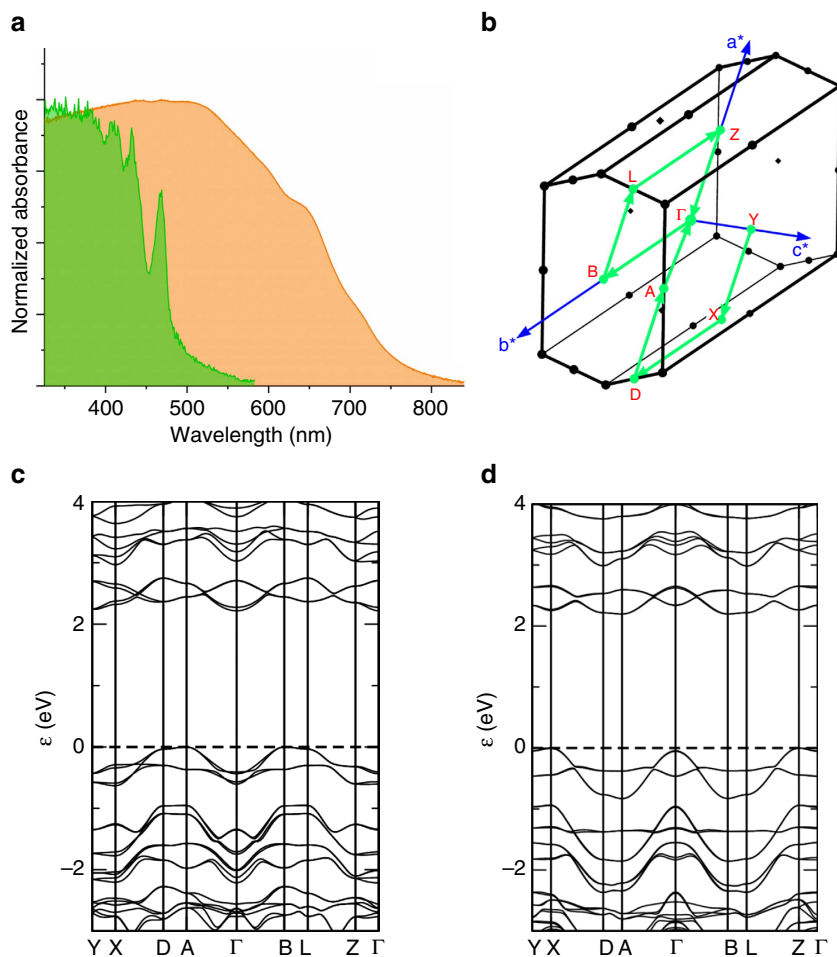 a
Normalized absorbance
400 500 600 700 800
Wavelength (nm)
b
a*
Z
L
Γ
Y
c*
B
A
X
b*
D
c
4
2
0
−2
ε (eV)
Y X D A Γ B L Z Γ
d
4
2
0
−2
ε (eV)
Y X D A Γ B L Z Γ